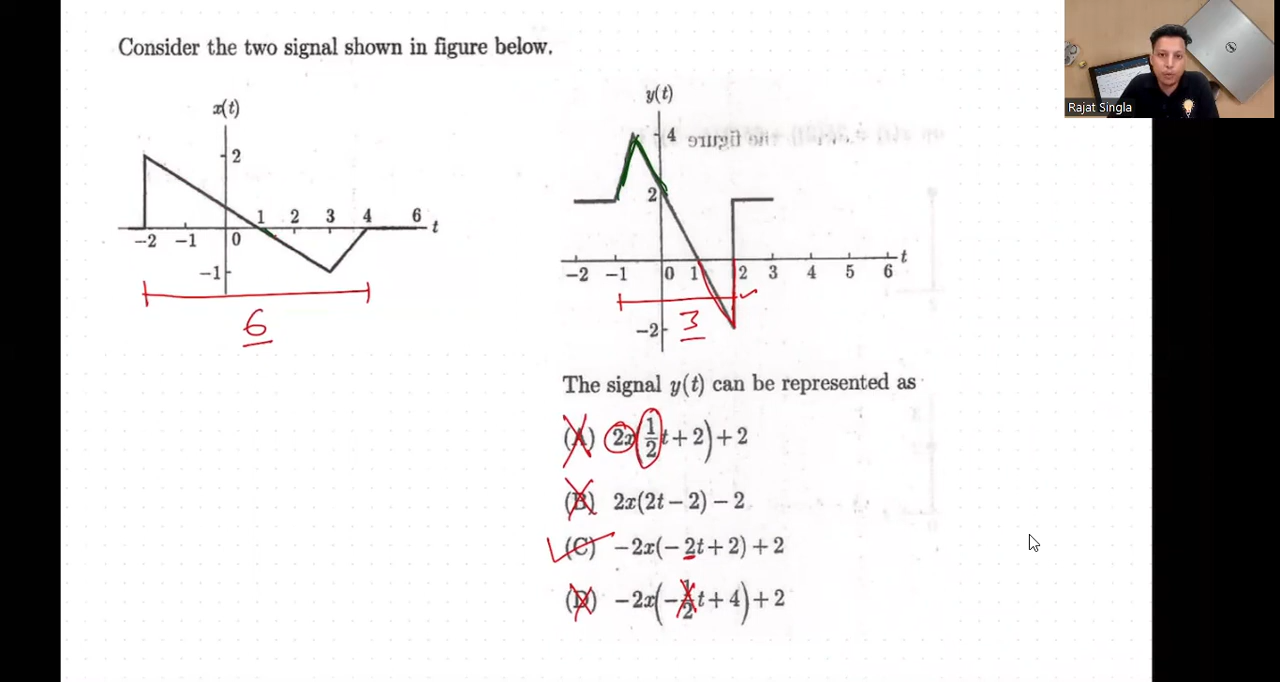 Consider the two signal shown in figure below.
Rajat Singla
x(t)
2
1 2 3 4 6 t
-2 -1 0
-1
6
y(t)
4
2
t
-2 -1 0 1 2 3 4 5 6
-2
3
The signal y(t) can be represented as
(A) 2x(1/2 t + 2) + 2
(B) 2x(2t - 2) - 2
(C) -2x(-2t + 2) + 2
(D) -2x(-1/2 t + 4) + 2